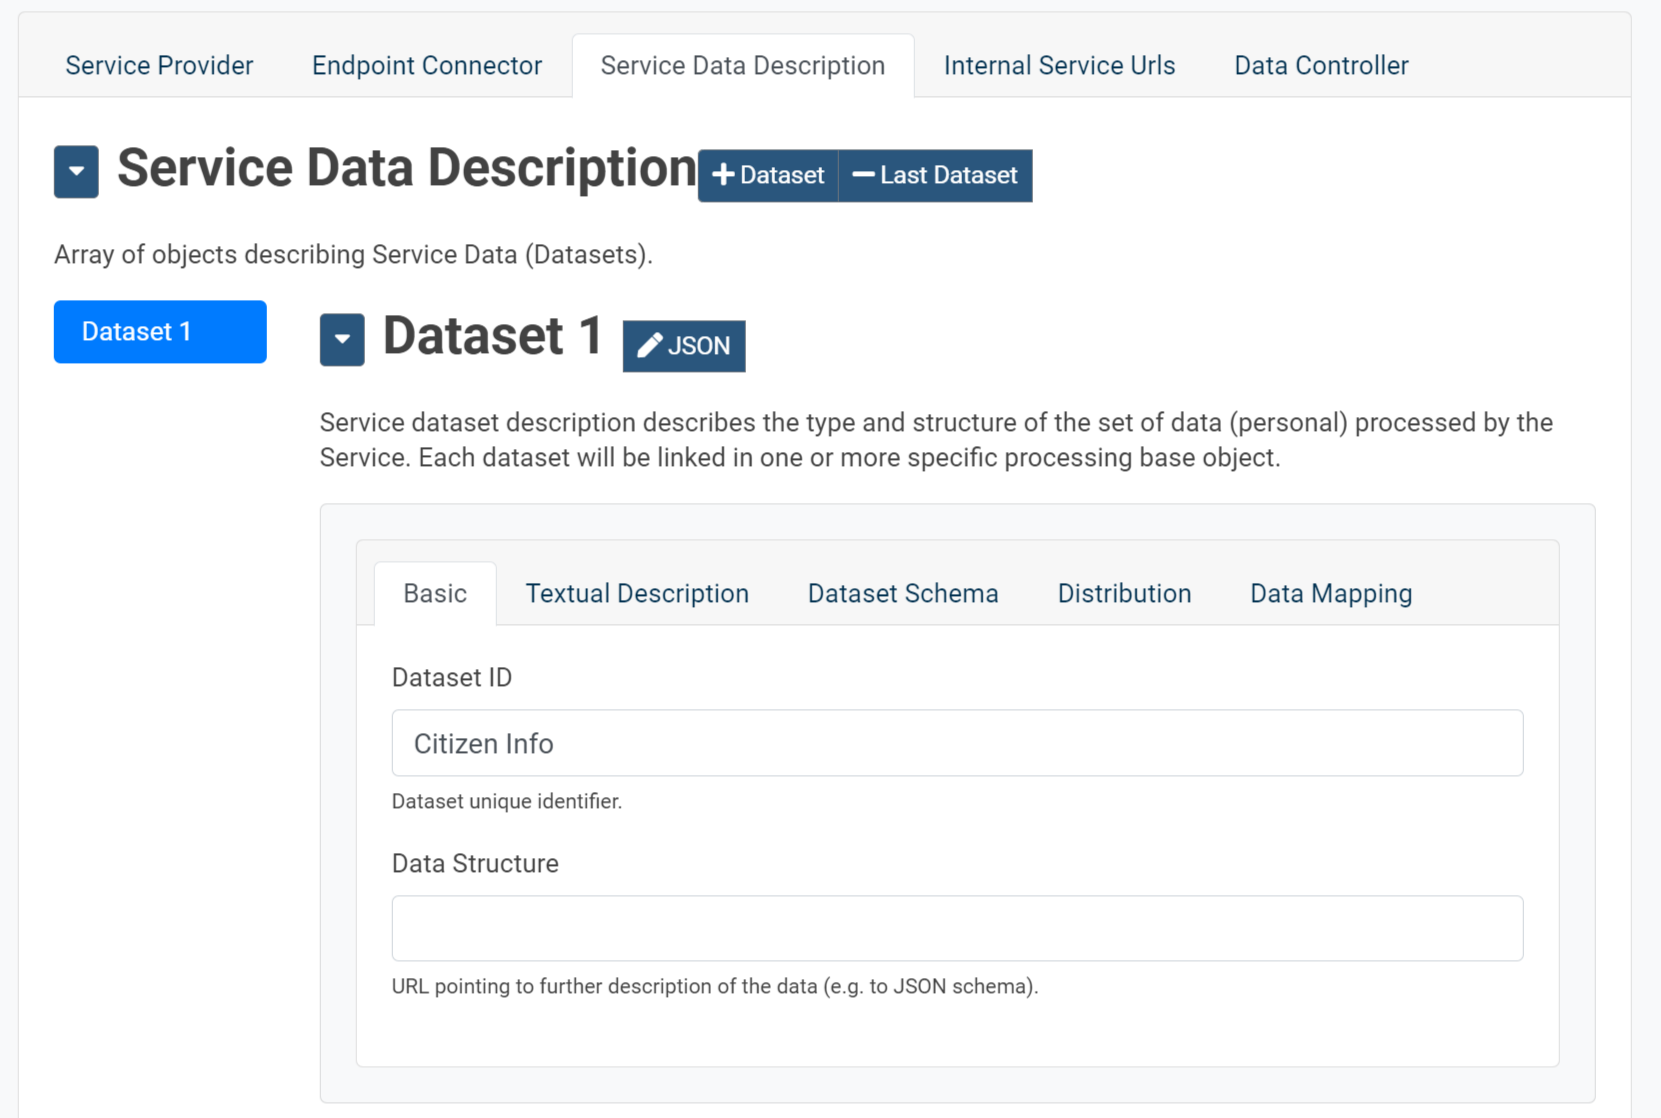 Service Provider Endpoint Connector Service Data Description Internal Service Urls Data Controller
Service Data Description + Dataset − Last Dataset
Array of objects describing Service Data (Datasets).
Dataset 1
Dataset 1 JSON
Service dataset description describes the type and structure of the set of data (personal) processed by the
Service. Each dataset will be linked in one or more specific processing base object.
Basic Textual Description Dataset Schema Distribution Data Mapping
Dataset ID
Citizen Info
Dataset unique identifier.
Data Structure
URL pointing to further description of the data (e.g. to JSON schema).